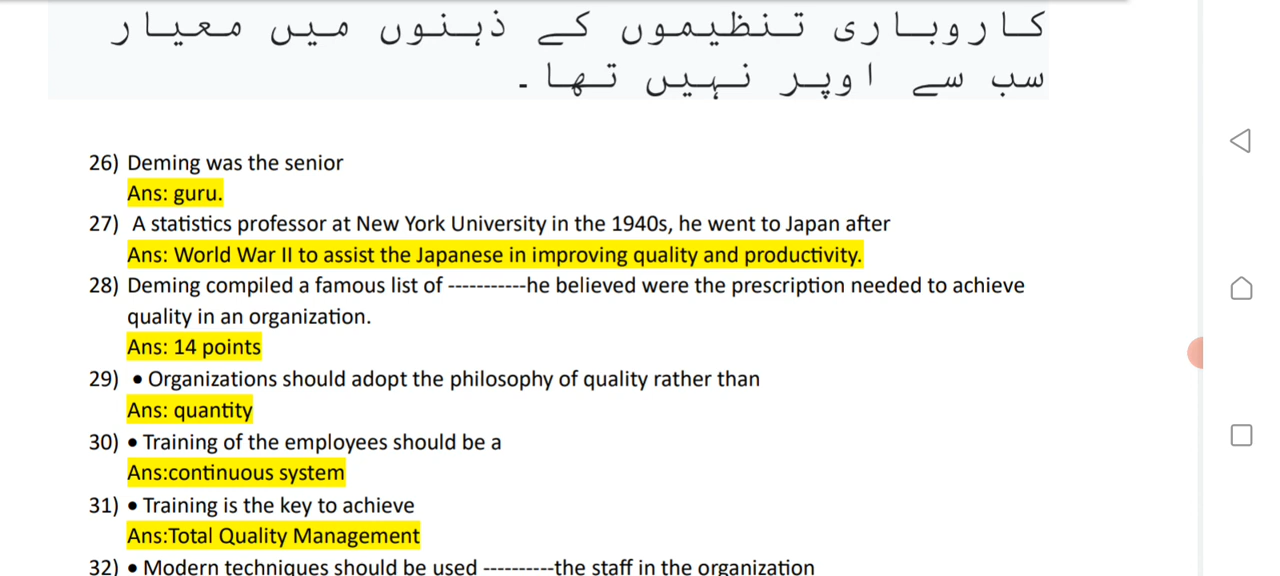 کاروباری تنظیموں کے ذہنوں میں معیار
سب سے اوپر نہیں تھا۔
26) Deming was the senior
Ans: guru.
27) A statistics professor at New York University in the 1940s, he went to Japan after
Ans: World War II to assist the Japanese in improving quality and productivity.
28) Deming compiled a famous list of -----------he believed were the prescription needed to achieve
quality in an organization.
Ans: 14 points
29) • Organizations should adopt the philosophy of quality rather than
Ans: quantity
30) • Training of the employees should be a
Ans:continuous system
31) • Training is the key to achieve
Ans:Total Quality Management
32) • Modern techniques should be used ----------the staff in the organization